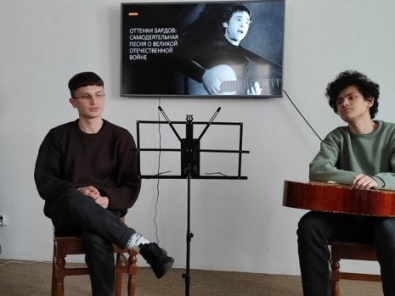 ОТТЕНКИ БАРДОВ:
САМОДЕЯТЕЛЬНАЯ
ПЕСНЯ О ВЕЛИКОЙ
ОТЕЧЕСТВЕННОЙ
ВОЙНЕ